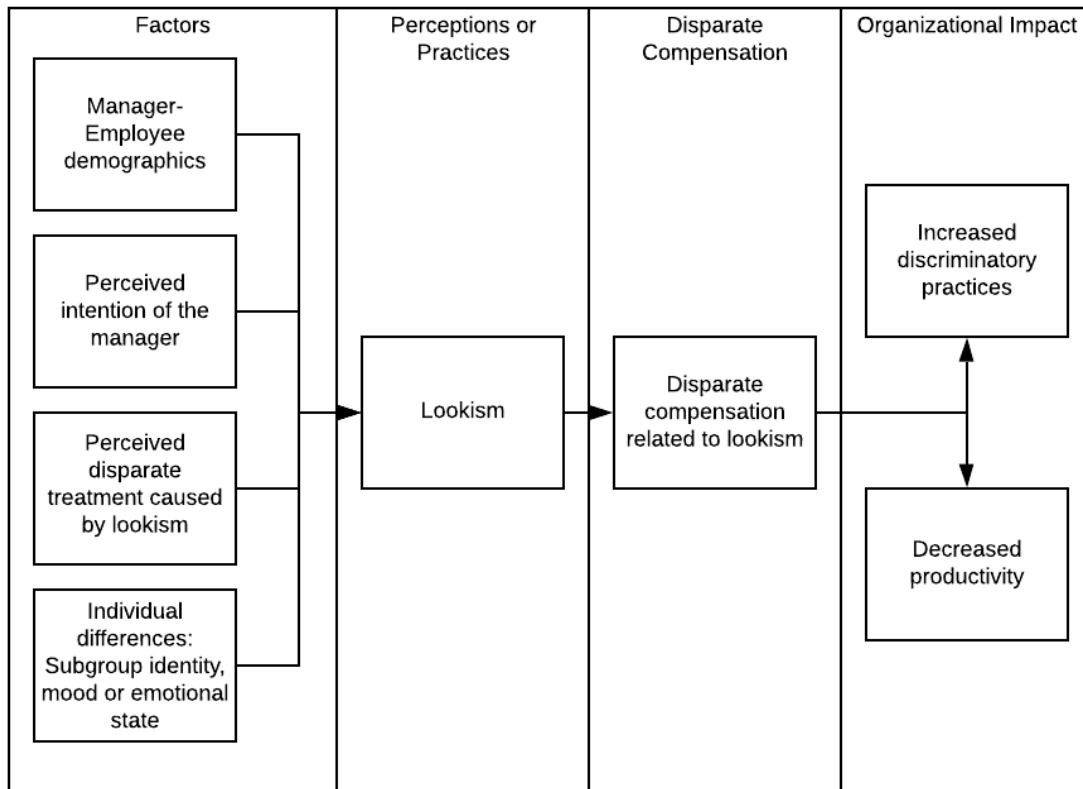 Factors
Perceptions or
Practices
Disparate
Compensation
Organizational Impact
Manager-
Employee
demographics
Perceived
intention of the
manager
Perceived
disparate
treatment caused
by lookism
Individual
differences:
Subgroup identity,
mood or emotional
state
Lookism
Disparate
compensation
related to lookism
Increased
discriminatory
practices
Decreased
productivity